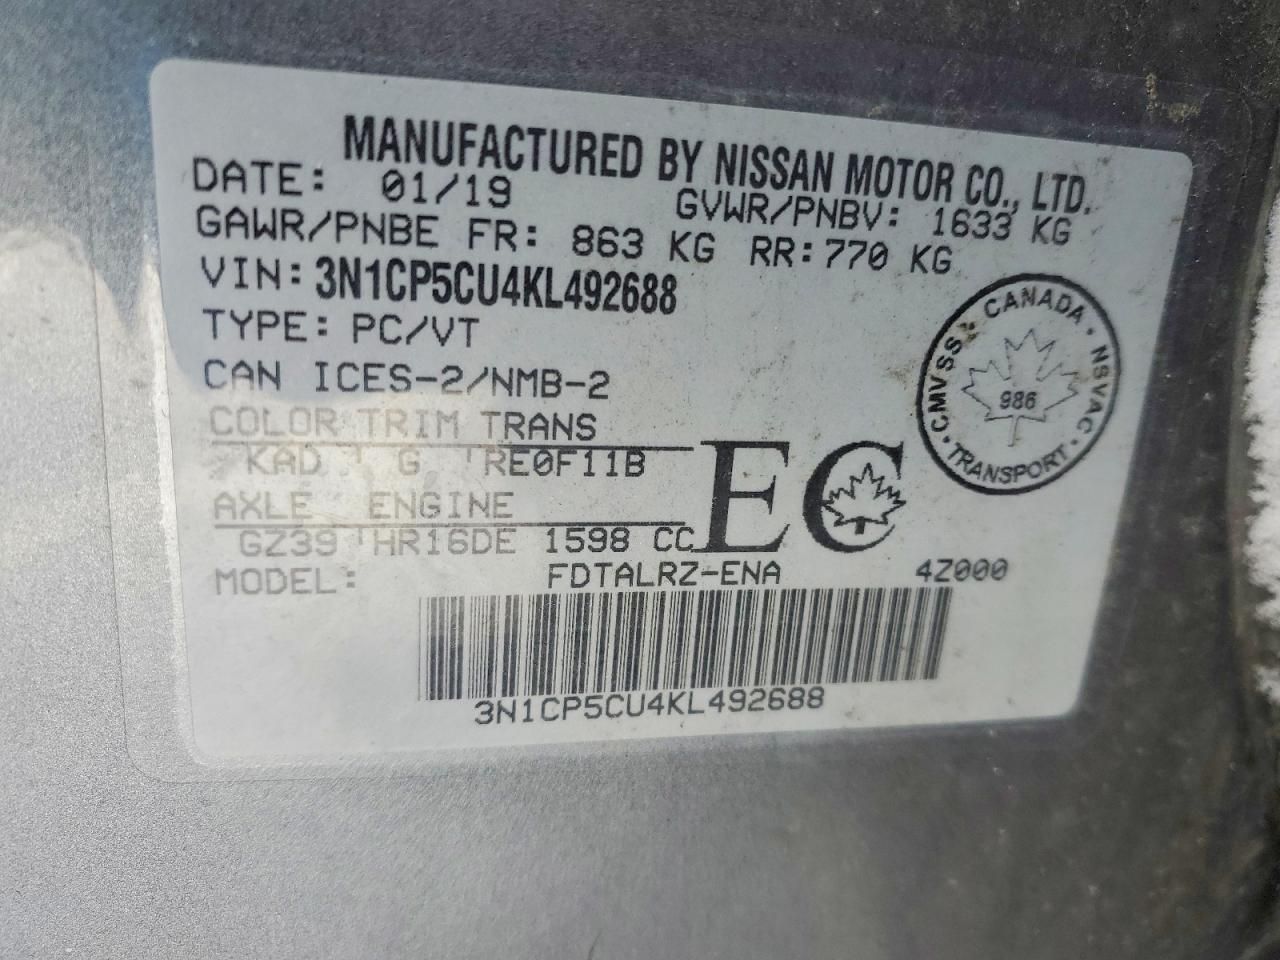 MANUFACTURED BY NISSAN MOTOR CO., LTD.
DATE: 01/19 GVWR/PNBV: 1633 KG
GAWR/PNBE FR: 863 KG RR:770 KG
VIN: 3N1CP5CU4KL492688
TYPE: PC/VT
CAN ICES-2/NMB-2
COLOR TRIM TRANS
KAD G RE0F11B
AXLE ENGINE
GZ39 HR16DE 1598 CC
EC
CANADA · NSVAC · TRANSPORT · CMVSS ·
986
MODEL: FDTALRZ-ENA 4Z000
3N1CP5CU4KL492688